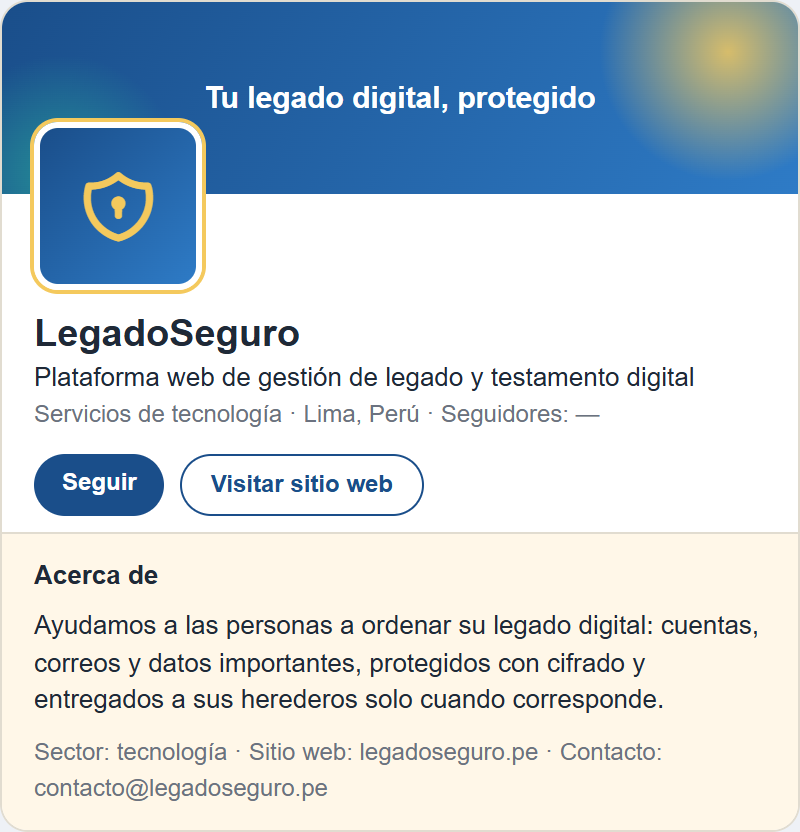 Tu legado digital, protegido
LegadoSeguro
Plataforma web de gestión de legado y testamento digital
Servicios de tecnología · Lima, Perú · Seguidores: —
Seguir
Visitar sitio web
Acerca de
Ayudamos a las personas a ordenar su legado digital: cuentas,
correos y datos importantes, protegidos con cifrado y
entregados a sus herederos solo cuando corresponde.
Sector: tecnología · Sitio web: legadoseguro.pe · Contacto:
contacto@legadoseguro.pe